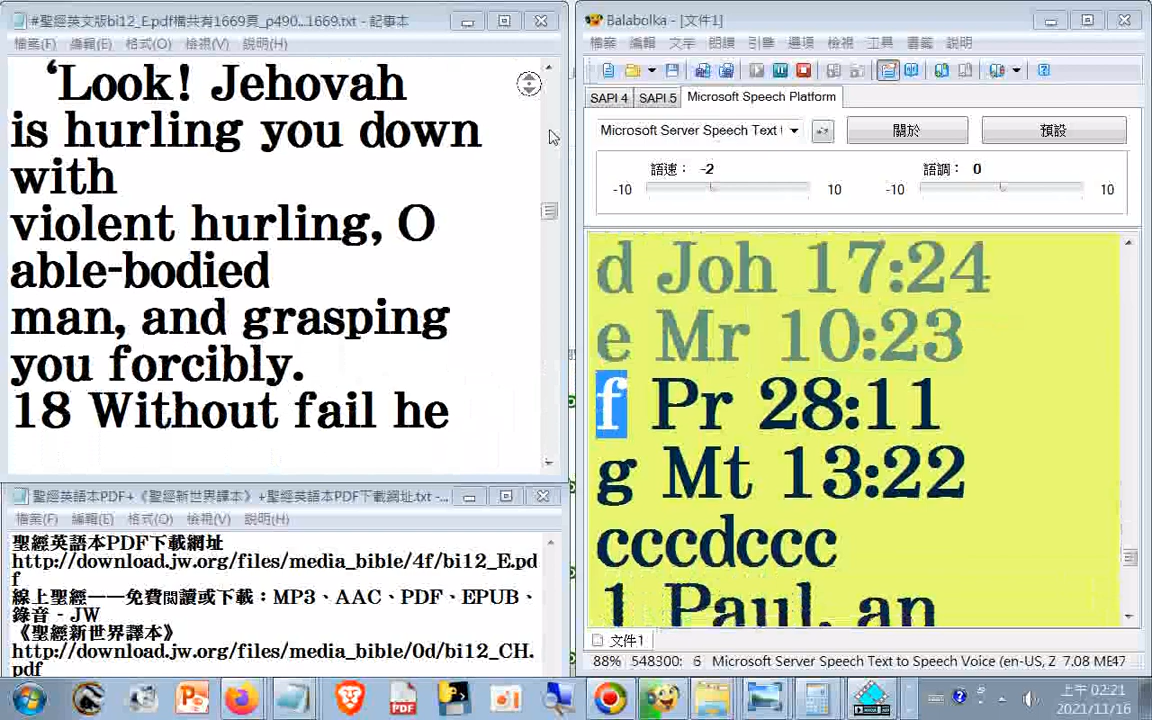 #聖經英文版bi12_E.pdf檔共有1669頁_p490...1669.txt - 記事本
檔案(F) 編輯(E) 格式(O) 檢視(V) 說明(H)
‘Look! Jehovah
is hurling you down
with
violent hurling, O
able-bodied
man, and grasping
you forcibly.
18 Without fail he
聖經英語本PDF+《聖經新世界譯本》+聖經英語本PDF下載網址.txt -...
檔案(F) 編輯(E) 格式(O) 檢視(V) 說明(H)
聖經英語本PDF下載網址
http://download.jw.org/files/media_bible/4f/bi12_E.pd
f
線上聖經——免費閱讀或下載：MP3、AAC、PDF、EPUB、
錄音 - JW
《聖經新世界譯本》
http://download.jw.org/files/media_bible/0d/bi12_CH.
pdf
Balabolka - [文件1]
檔案 編輯 文字 朗讀 引擎 選項 檢視 工具 書籤 說明
SAPI 4 SAPI 5 Microsoft Speech Platform
Microsoft Server Speech Text 關於 預設
語速： -2 語調： 0
-10 10 -10 10
d Joh 17:24
e Mr 10:23
f Pr 28:11
g Mt 13:22
cccdccc
1 Paul, an
文件1
88% 548300: 6 Microsoft Server Speech Text to Speech Voice (en-US, Z 7.08 ME47
PDF
上午 02:21
2021/11/16